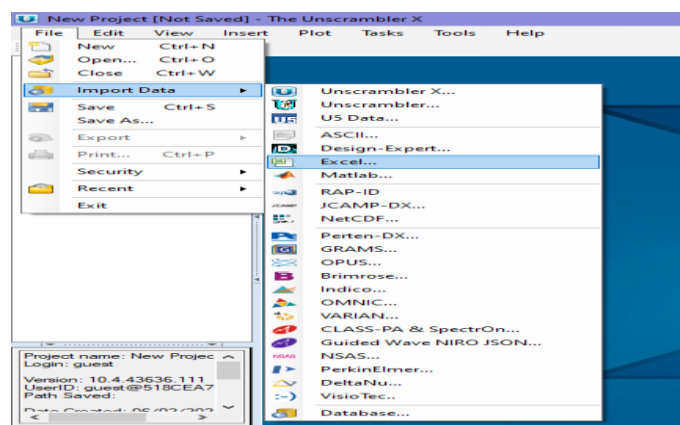 New Project [Not Saved] - The Unscrambler X
File Edit View Insert Plot Tasks Tools Help
New Ctrl+N
Open... Ctrl+O
Close Ctrl+W
Import Data
Save Ctrl+S
Save As...
Export
Print... Ctrl+P
Security
Recent
Exit
Unscrambler X...
Unscrambler...
U5 U5 Data...
ASCII...
Design-Expert...
Excel...
Matlab...
RAP-ID
JCAMP JCAMP-DX...
NetCDF...
Perten-DX...
GRAMS...
OPUS...
B Brimrose...
Indico...
OMNIC...
VARIAN...
CLASS-PA & SpectrOn...
Guided Wave NIRO JSON...
NSAS NSAS...
PerkinElmer...
DeltaNu...
:-) VisioTec..
Database...
Project name: New Projec
Login: guest
Version: 10.4.43636.111
UserID: guest@518CEA7
Path Saved: